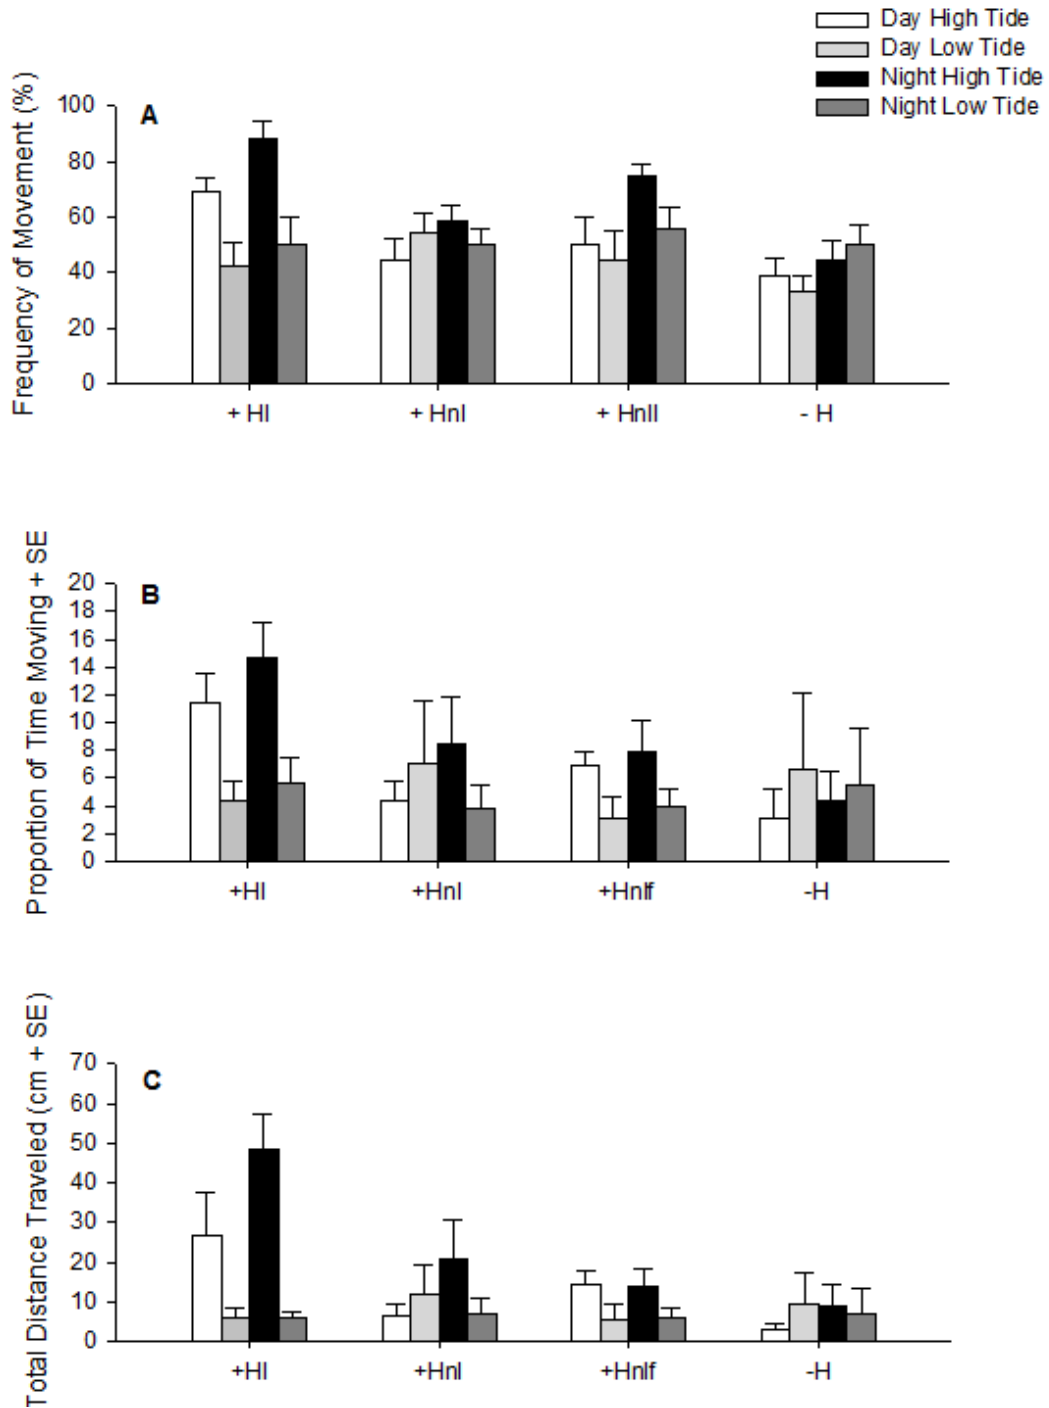 Day High Tide
Day Low Tide
Night High Tide
Night Low Tide
Frequency of Movement (%)
A
100
80
60
40
20
0
+ HI
+ HnI
+ HnII
- H
Proportion of Time Moving + SE
B
20
18
16
14
12
10
8
6
4
2
0
+HI
+HnI
+HnIf
-H
Total Distance Traveled (cm + SE)
C
70
60
50
40
30
20
10
0
+HI
+HnI
+HnIf
-H